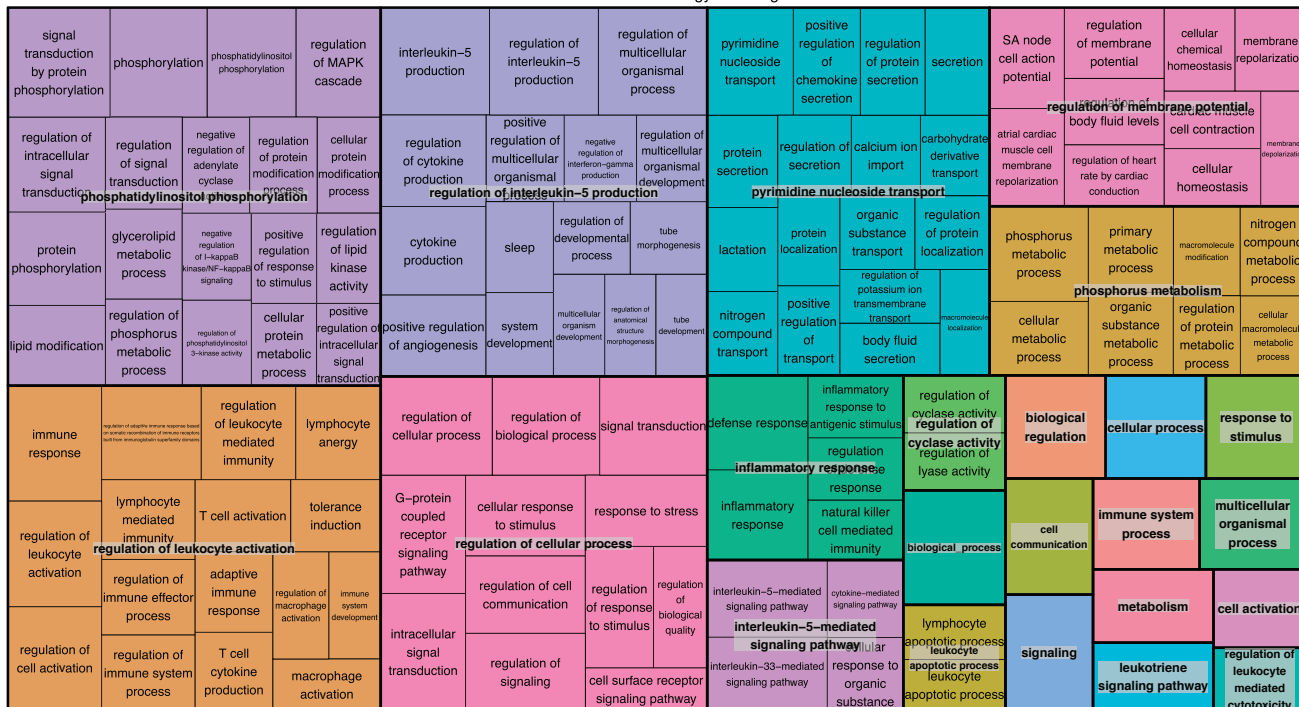 signal
transduction
by protein
phosphorylation
phosphorylation
phosphatidylinositol
phosphorylation
regulation
of MAPK
cascade
regulation of
intracellular
signal
transduction
regulation
of signal
transduction
negative
regulation of
adenylate
cyclase
regulation
of protein
modification
process
cellular
protein
modification
process
phosphatidylinositol phosphorylation
protein
phosphorylation
glycerolipid
metabolic
process
negative
regulation
of I−kappaB
kinase/NF−kappaB
signaling
positive
regulation
of response
to stimulus
regulation
of lipid
kinase
activity
lipid modification
regulation of
phosphorus
metabolic
process
regulation of
phosphatidylinositol
3−kinase activity
cellular
protein
metabolic
process
positive
regulation of
intracellular
signal
transduction
interleukin−5
production
regulation of
interleukin−5
production
regulation of
multicellular
organismal
process
regulation
of cytokine
production
positive
regulation of
multicellular
organismal
process
negative
regulation of
interferon−gamma
production
regulation of
multicellular
organismal
development
regulation of interleukin−5 production
cytokine
production
sleep
regulation of
developmental
process
tube
morphogenesis
positive regulation
of angiogenesis
system
development
multicellular
organism
development
regulation of
anatomical
structure
morphogenesis
tube
development
pyrimidine
nucleoside
transport
positive
regulation
of
chemokine
secretion
regulation
of protein
secretion
secretion
protein
secretion
regulation of
secretion
calcium ion
import
carbohydrate
derivative
transport
pyrimidine nucleoside transport
lactation
protein
localization
organic
substance
transport
regulation
of protein
localization
nitrogen
compound
transport
positive
regulation
of
transport
regulation of
potassium ion
transmembrane
transport
body fluid
secretion
macromolecule
localization
SA node
cell action
potential
regulation
of membrane
potential
cellular
chemical
homeostasis
membrane
repolarization
regulation of
body fluid levels
cardiac muscle
cell contraction
regulation of membrane potential
atrial cardiac
muscle cell
membrane
repolarization
regulation of heart
rate by cardiac
conduction
cellular
homeostasis
membrane
depolarization
phosphorus
metabolic
process
primary
metabolic
process
macromolecule
modification
nitrogen
compound
metabolic
process
phosphorus metabolism
cellular
metabolic
process
organic
substance
metabolic
process
regulation
of protein
metabolic
process
cellular
macromolecule
metabolic
process
immune
response
regulation of adaptive immune response based
on somatic recombination of immune receptors
built from immunoglobulin superfamily domains
regulation
of leukocyte
mediated
immunity
lymphocyte
anergy
regulation of
leukocyte
activation
lymphocyte
mediated
immunity
T cell activation
tolerance
induction
regulation of leukocyte activation
regulation of
immune effector
process
adaptive
immune
response
regulation of
macrophage
activation
immune
system
development
regulation of
cell activation
regulation of
immune system
process
T cell
cytokine
production
macrophage
activation
regulation of
cellular process
regulation of
biological process
signal transduction
G−protein
coupled
receptor
signaling
pathway
cellular response
to stimulus
response to stress
regulation of cellular process
regulation of cell
communication
regulation
of response
to stimulus
regulation
of
biological
quality
intracellular
signal
transduction
regulation of
signaling
cell surface receptor
signaling pathway
defense response
inflammatory
response to
antigenic stimulus
regulation
of defense
response
inflammatory response
inflammatory
response
natural killer
cell mediated
immunity
interleukin−5−mediated
signaling pathway
cytokine−mediated
signaling pathway
interleukin−5−mediated
signaling pathway
interleukin−33−mediated
signaling pathway
cellular
response to
organic
substance
regulation of
cyclase activity
regulation of
cyclase activity
regulation of
lyase activity
biological_process
lymphocyte
apoptotic process
leukocyte
apoptotic process
leukocyte
apoptotic process
biological
regulation
cellular process
response to
stimulus
cell
communication
immune system
process
multicellular
organismal
process
signaling
metabolism
cell activation
leukotriene
signaling pathway
regulation of
leukocyte
mediated
cytotoxicity